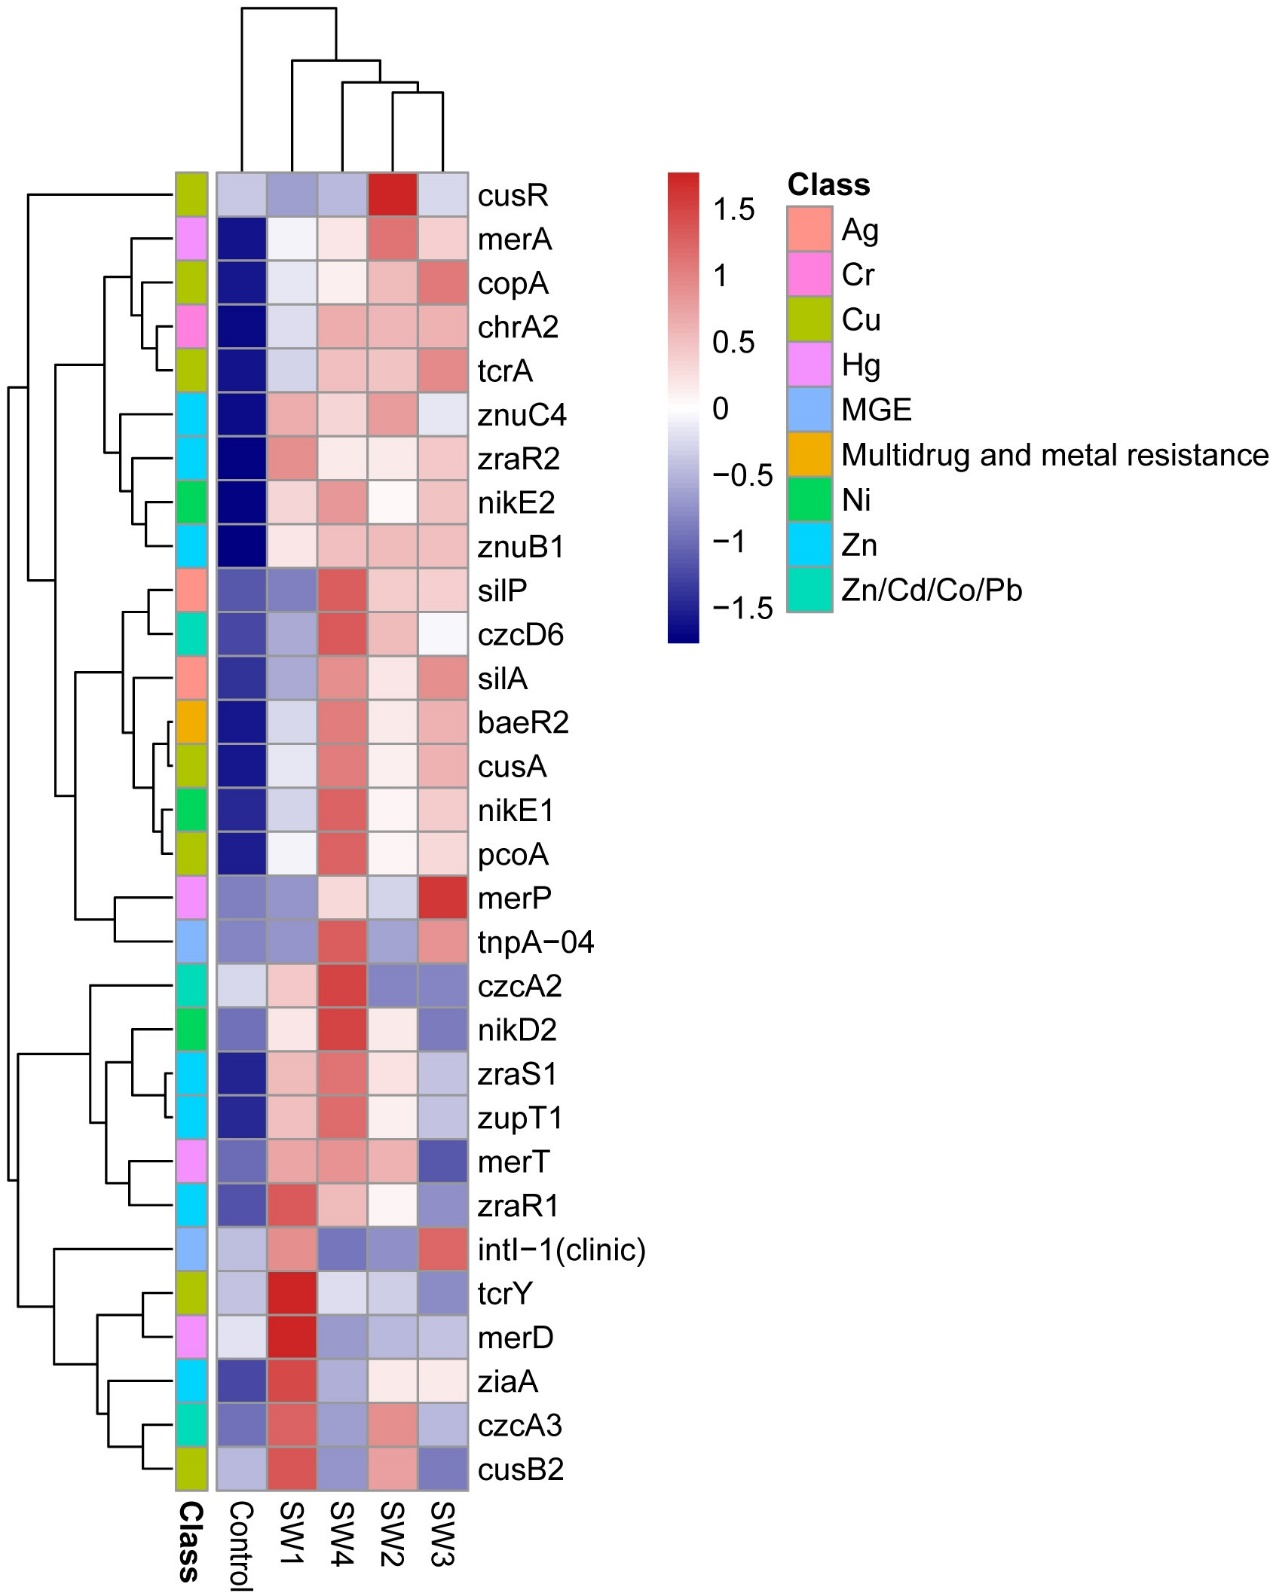 cusR
merA
copA
chrA2
tcrA
znuC4
zraR2
nikE2
znuB1
silP
czcD6
silA
baeR2
cusA
nikE1
pcoA
merP
tnpA−04
czcA2
nikD2
zraS1
zupT1
merT
zraR1
intI−1(clinic)
tcrY
merD
ziaA
czcA3
cusB2
Class
Control
SW1
SW4
SW2
SW3
1.5
1
0.5
0
−0.5
−1
−1.5
Class
Ag
Cr
Cu
Hg
MGE
Multidrug and metal resistance
Ni
Zn
Zn/Cd/Co/Pb